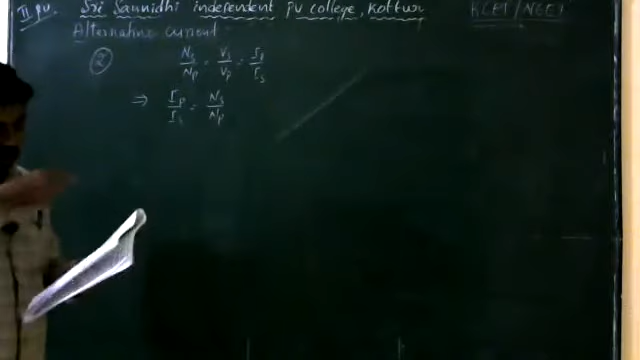 II PU. Sri Sannidhi independent PU college, Kottur KCET/NEET
Alternating current
② Ns/Np = Vs/Vp = Ip/Is
⇒ Ip/Is = Ns/Np